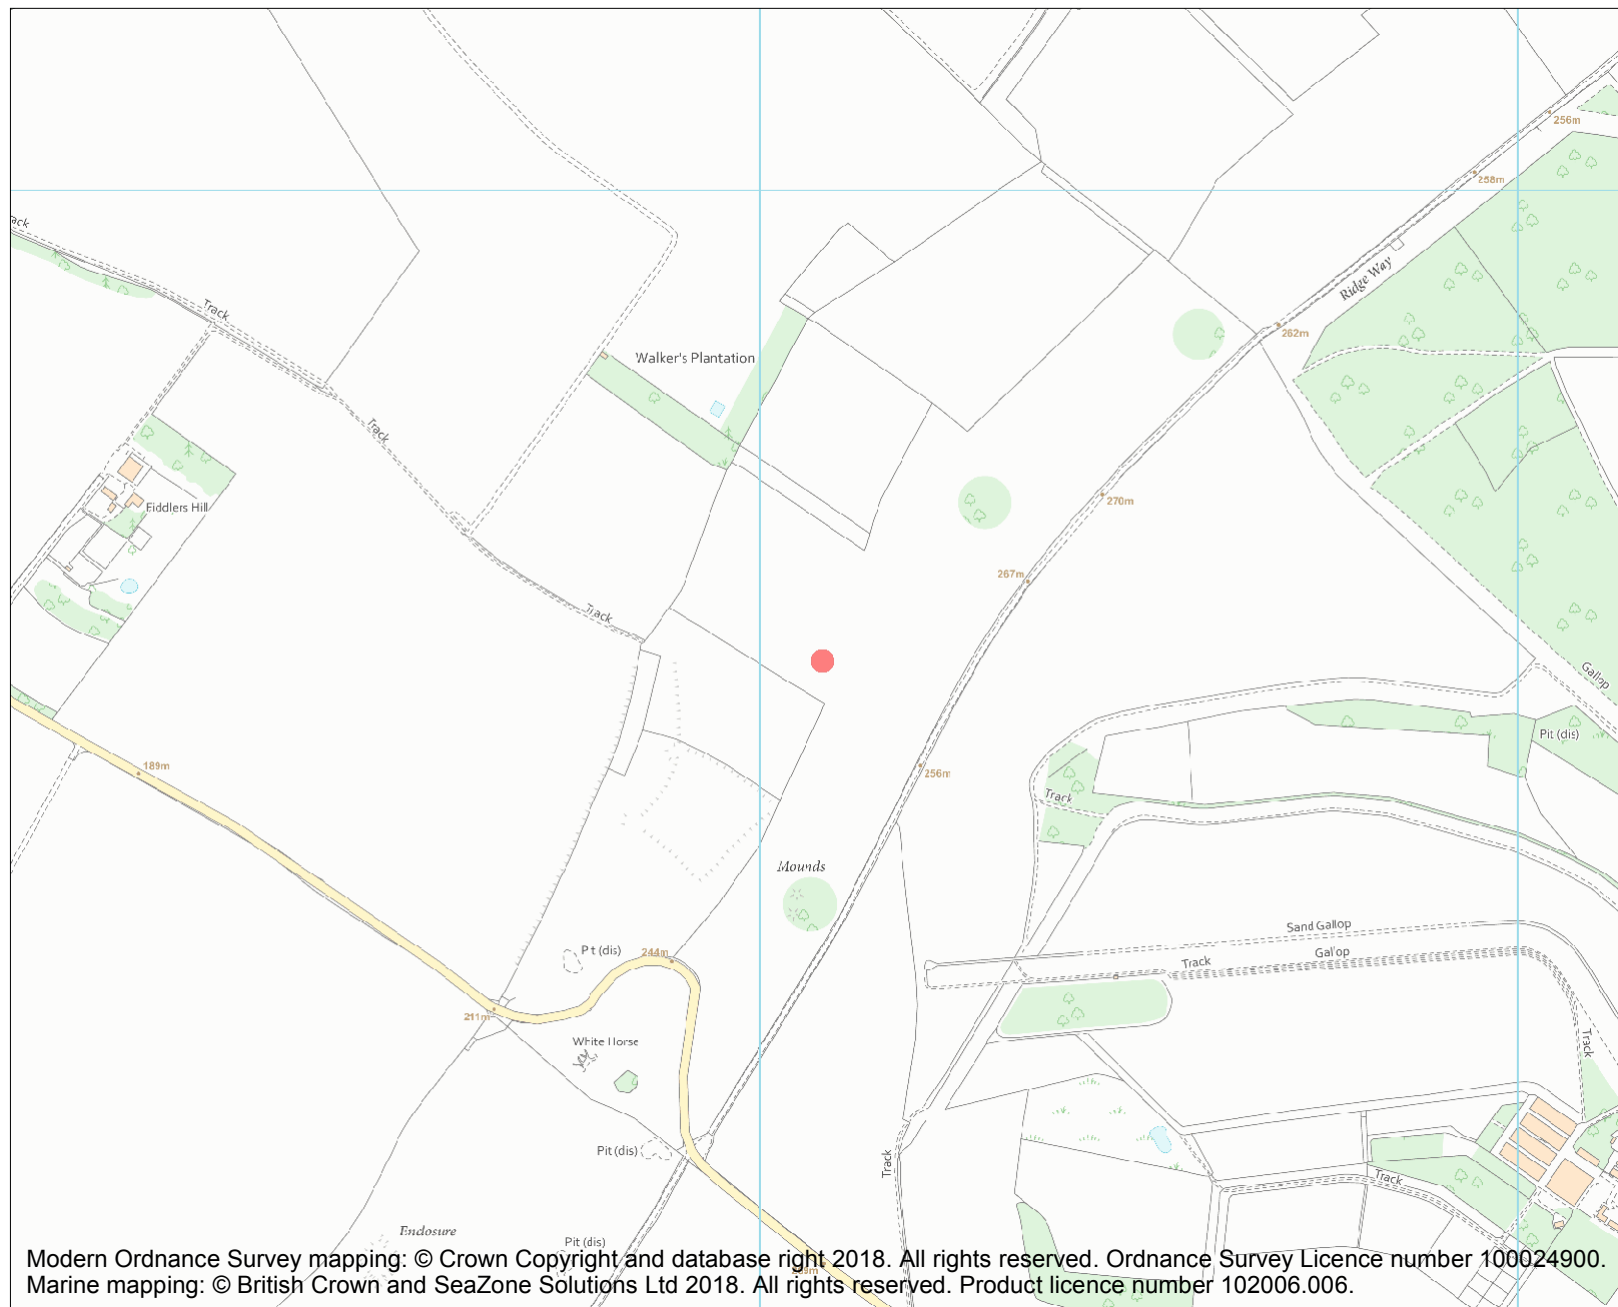 256m
258m
ack
Ridge Way
Track
262m
Walker's Plantation
Track
270m
Fiddlers Hill
267m
Track
Gallop
Pit (dis)
189m
256m
Track
Mounds
Sand Gallop
P t (dis)
244m
Gal op
Track
211m
White Horse
Track
Pit (dis)
Track
Track
Enclosure
Pit (dis)
Modern Ordnance Survey mapping: © Crown Copyright and database right 2018. All rights reserved. Ordnance Survey Licence number 100024900.
Marine mapping: © British Crown and SeaZone Solutions Ltd 2018. All rights reserved. Product licence number 102006.006.